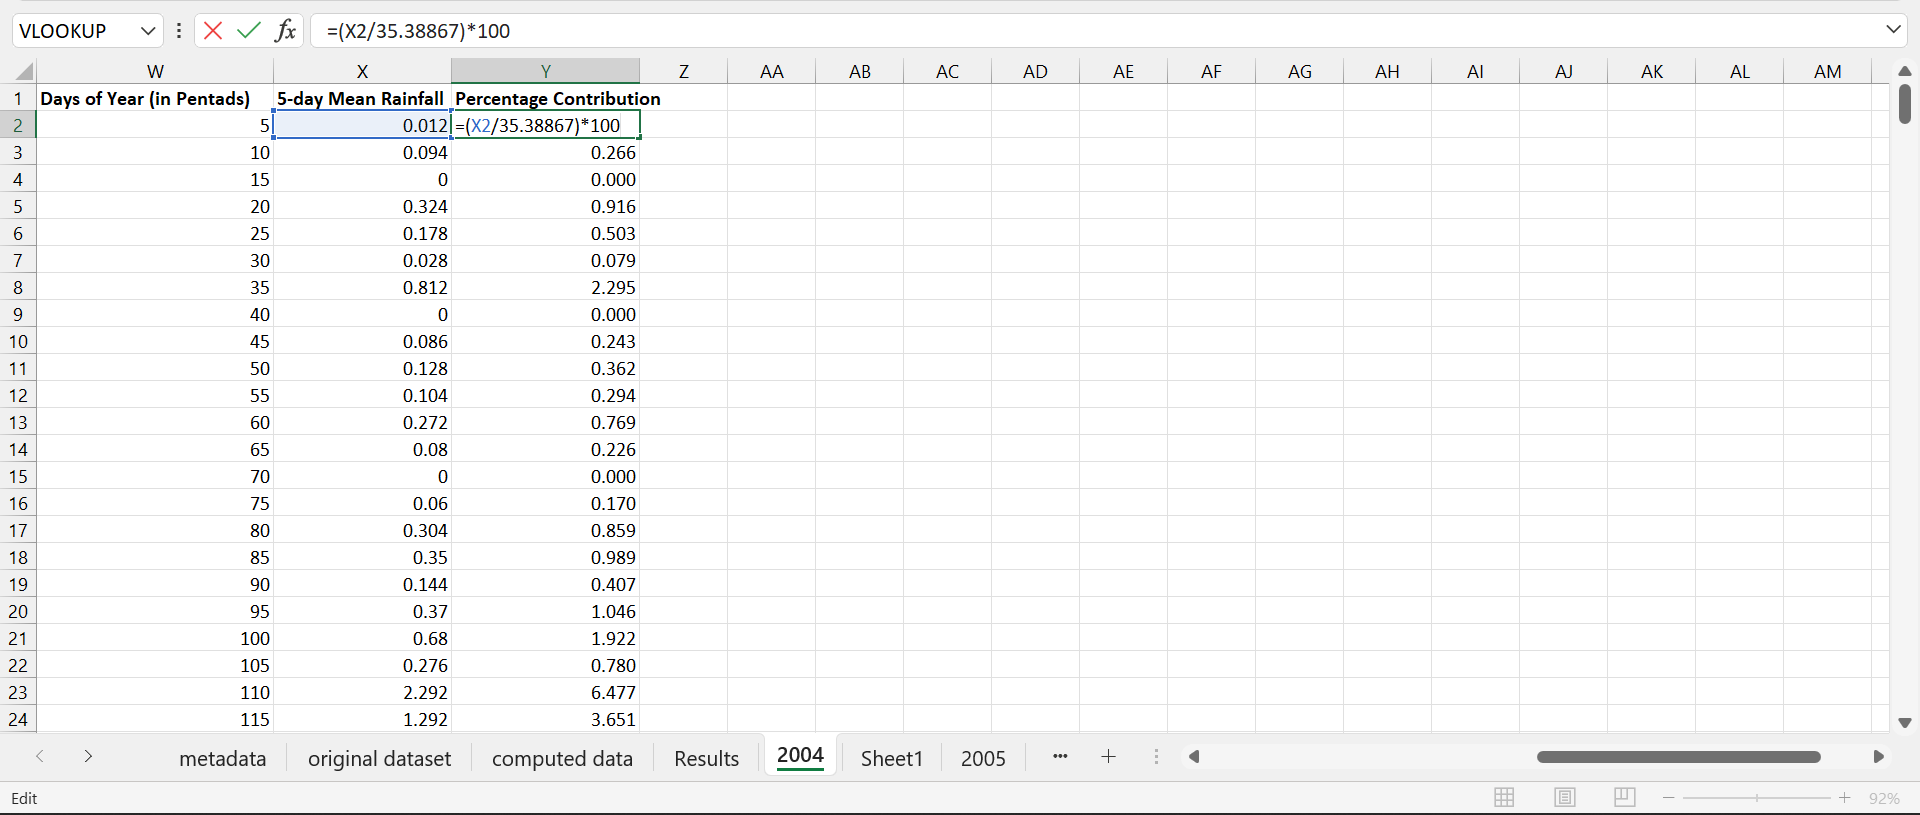 VLOOKUP fx =(X2/35.38867)*100
W X Y Z AA AB AC AD AE AF AG AH AI AJ AK AL AM
1 Days of Year (in Pentads) 5-day Mean Rainfall Percentage Contribution
2 5 0.012 =(X2/35.38867)*100
3 10 0.094 0.266
4 15 0 0.000
5 20 0.324 0.916
6 25 0.178 0.503
7 30 0.028 0.079
8 35 0.812 2.295
9 40 0 0.000
10 45 0.086 0.243
11 50 0.128 0.362
12 55 0.104 0.294
13 60 0.272 0.769
14 65 0.08 0.226
15 70 0 0.000
16 75 0.06 0.170
17 80 0.304 0.859
18 85 0.35 0.989
19 90 0.144 0.407
20 95 0.37 1.046
21 100 0.68 1.922
22 105 0.276 0.780
23 110 2.292 6.477
24 115 1.292 3.651
metadata original dataset computed data Results 2004 Sheet1 2005 ... +
Edit 92%